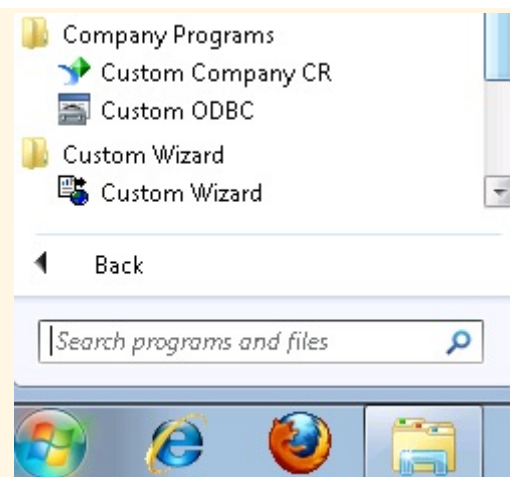 Company Programs
Custom Company CR
Custom ODBC
Custom Wizard
Custom Wizard
Back
Search programs and files